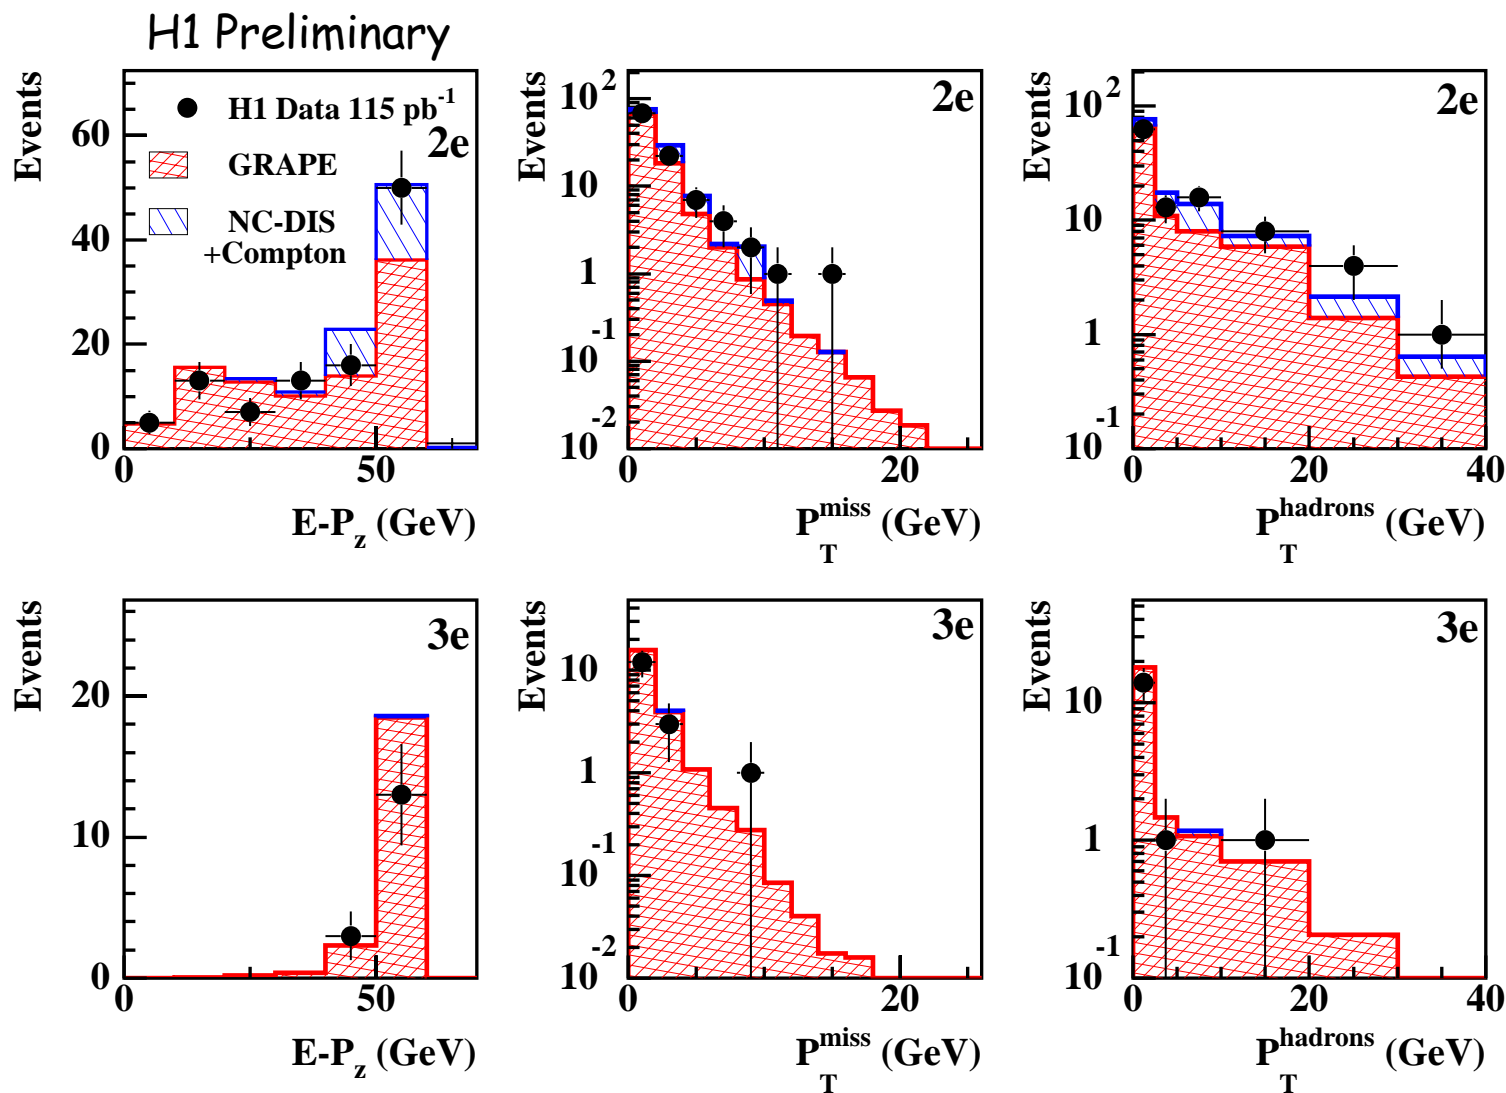 H1 Preliminary
Events
60
40
20
0
0
50
E-P_z (GeV)
H1 Data 115 pb^-1
2e
GRAPE
NC-DIS
+Compton
Events
10^2
10
1
10^-1
10^-2
0
20
P_T^miss (GeV)
2e
Events
10^2
10
1
10^-1
0
20
40
P_T^hadrons (GeV)
2e
Events
20
10
0
0
50
E-P_z (GeV)
3e
Events
10
1
10^-1
10^-2
0
20
P_T^miss (GeV)
3e
Events
10
1
10^-1
0
20
40
P_T^hadrons (GeV)
3e